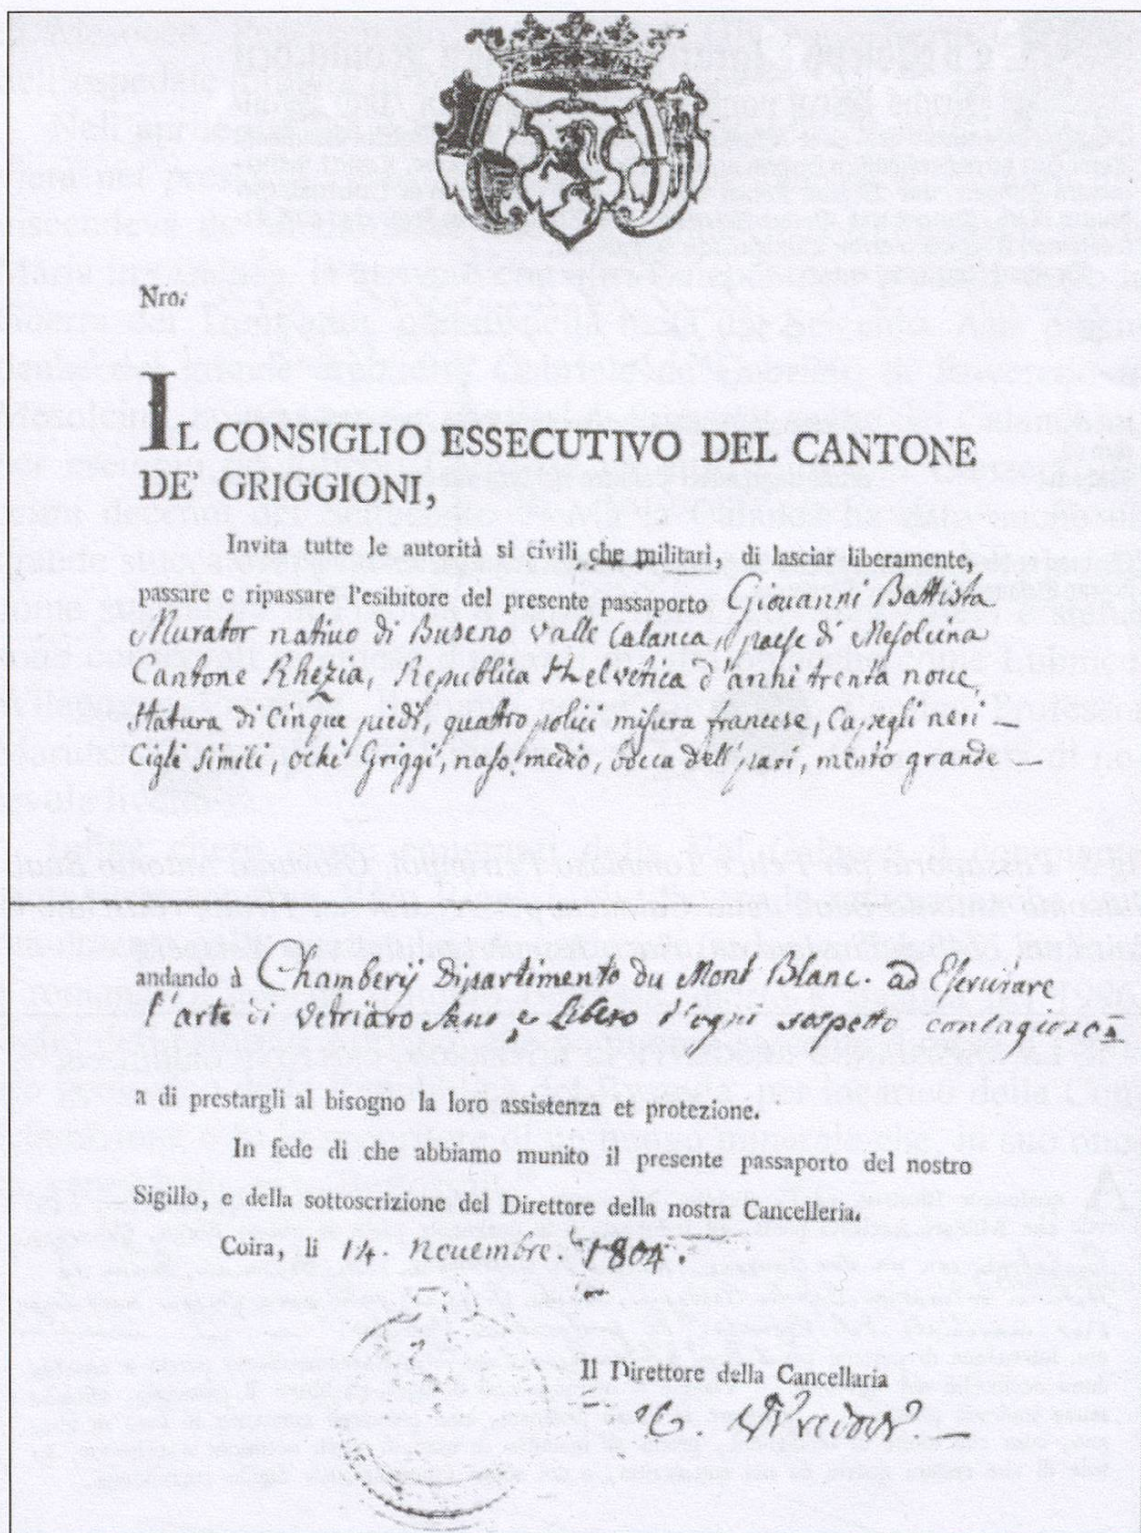 Nro.
IL CONSIGLIO ESSECUTIVO DEL CANTONE
DE' GRIGGIONI,
Invita tutte le autorità si civili che militari, di lasciar liberamente,
passare e ripassare l'esibitore del presente passaporto Giouanni Battista
Murator natiuo di Buseno Valle Calanca, paese di Mesolcina
Cantone Rhezia, Republica Helvetica d'anni trenta noue,
statura di Cinque piedi, quattro polici misura francese, Capegli neri —
Cigli simili, ochi Griggi, naso medio, bocca dell'pari, mento grande —
andando à Chamberÿ Dipartimento du Mont Blanc. ad Esercitare
l'arte di Vetriaro Sano e Libero d'ogni sospetto contagioso
a di prestargli al bisogno la loro assistenza et protezione.
In fede di che abbiamo munito il presente passaporto del nostro
Sigillo, e della sottoscrizione del Direttore della nostra Cancelleria.
Coira, li 14. Nouembre. 1804.
Il Direttore della Cancellaria